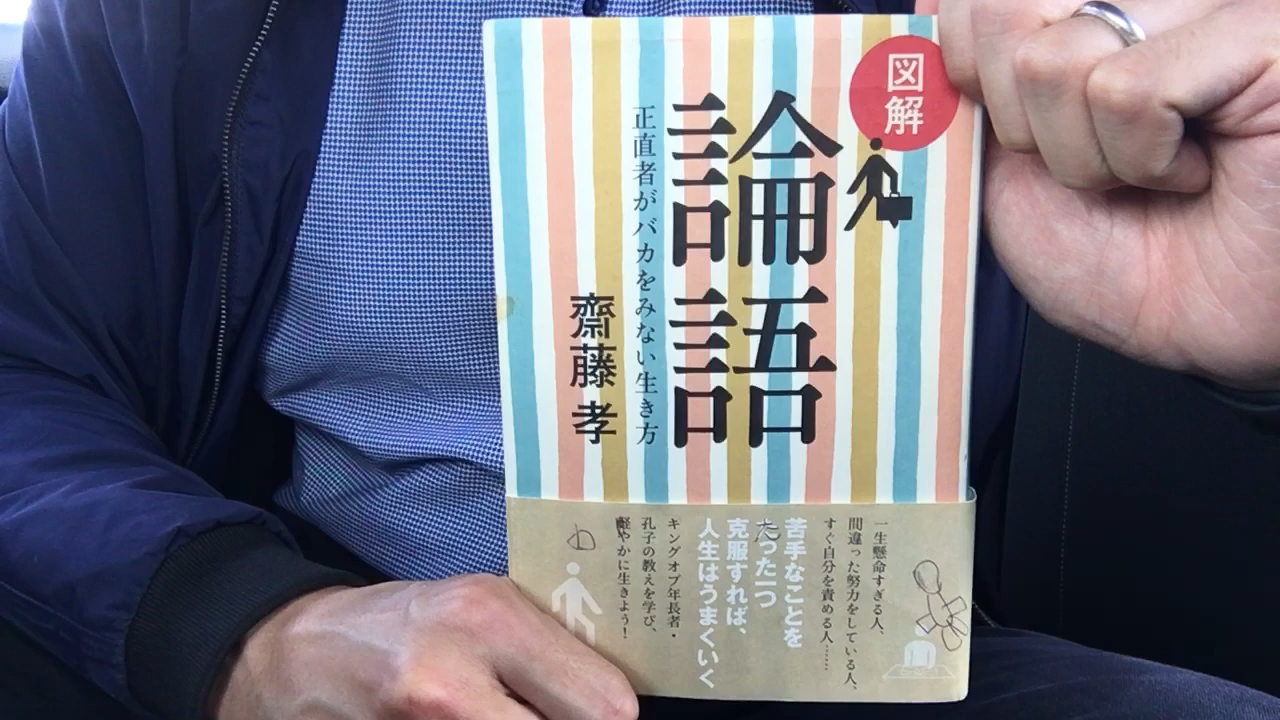 図解
論語
正直者がバカをみない生き方
齋藤 孝
一生懸命すぎる人、
間違った努力をしている人、
すぐ自分を責める人……
苦手なことを
たった一つ
克服すれば、
人生はうまくいく
キングオブ年長者・
孔子の教えを学び、
軽やかに生きよう！